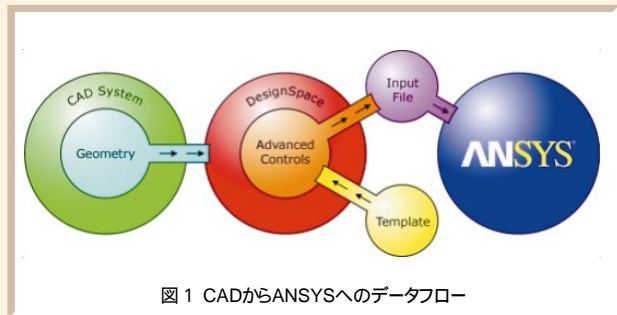 CAD System
Geometry
DesignSpace
Advanced
Controls
Input
File
Template
ANSYS®
図 1 CADからANSYSへのデータフロー